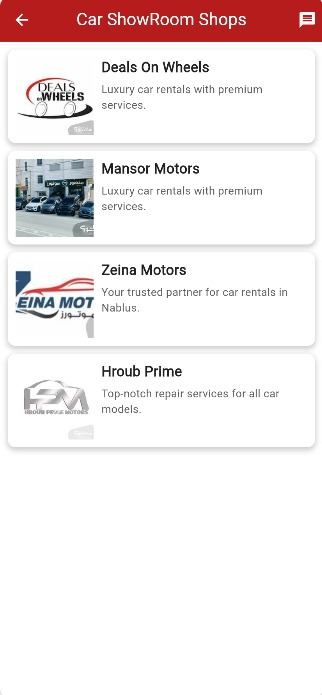 Car ShowRoom Shops
DEALS
ON WHEELS
Deals On Wheels
Luxury car rentals with premium
services.
Mansor Motors
Luxury car rentals with premium
services.
EINA MOT
موتورز
Zeina Motors
Your trusted partner for car rentals in
Nablus.
HPM
HROUB PRIME MOTORS
Hroub Prime
Top-notch repair services for all car
models.